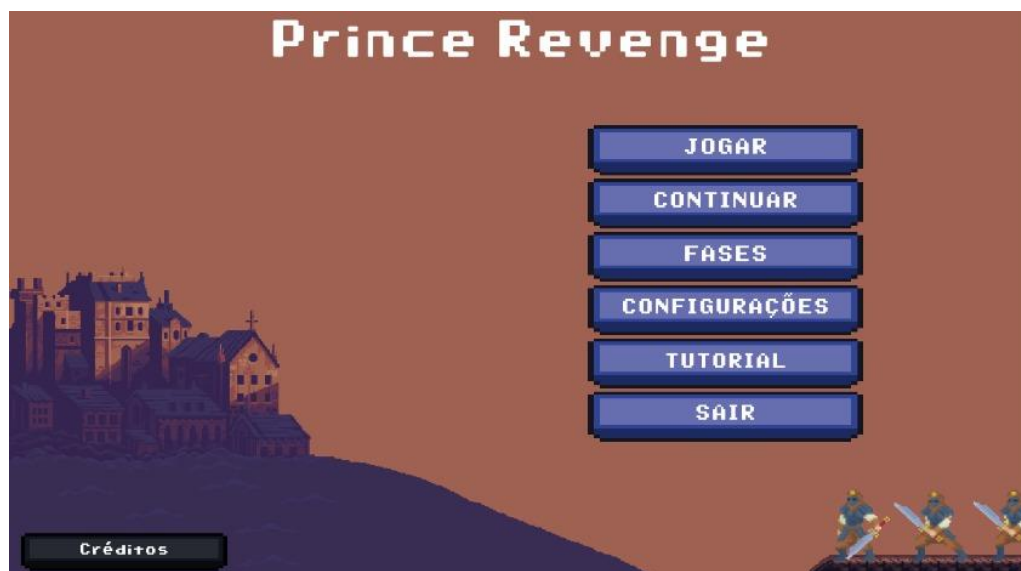 Prince Revenge
JOGAR
CONTINUAR
FASES
CONFIGURAÇÕES
TUTORIAL
SAIR
Créditos